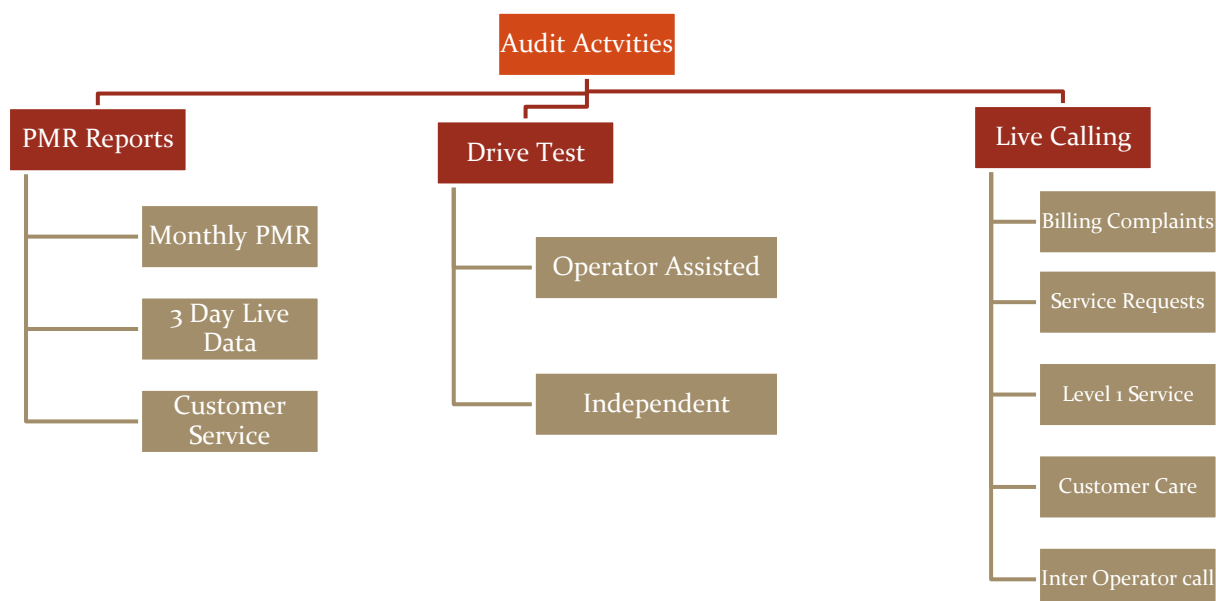 Audit Actvities
PMR Reports
Monthly PMR
3 Day Live
Data
Customer
Service
Drive Test
Operator Assisted
Independent
Live Calling
Billing Complaints
Service Requests
Level 1 Service
Customer Care
Inter Operator call